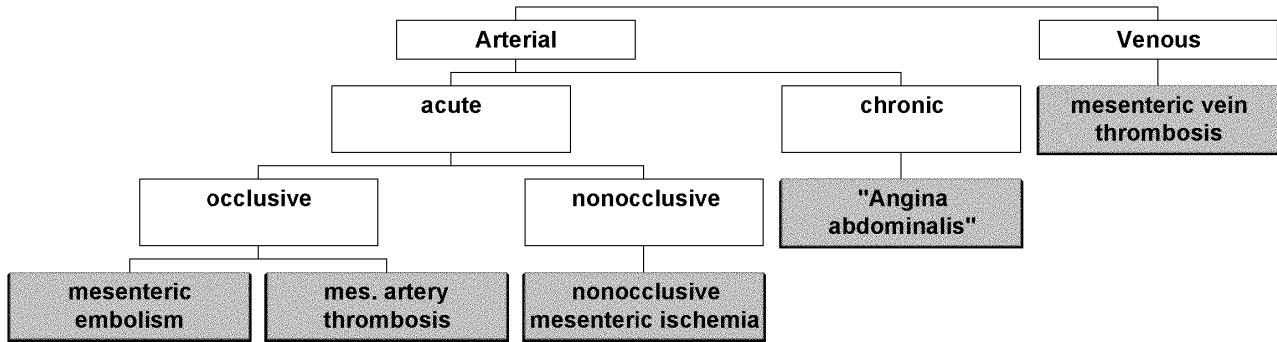 Arterial
Venous
acute
chronic
mesenteric vein
thrombosis
occlusive
nonocclusive
"Angina
abdominalis"
mesenteric
embolism
mes. artery
thrombosis
nonocclusive
mesenteric ischemia